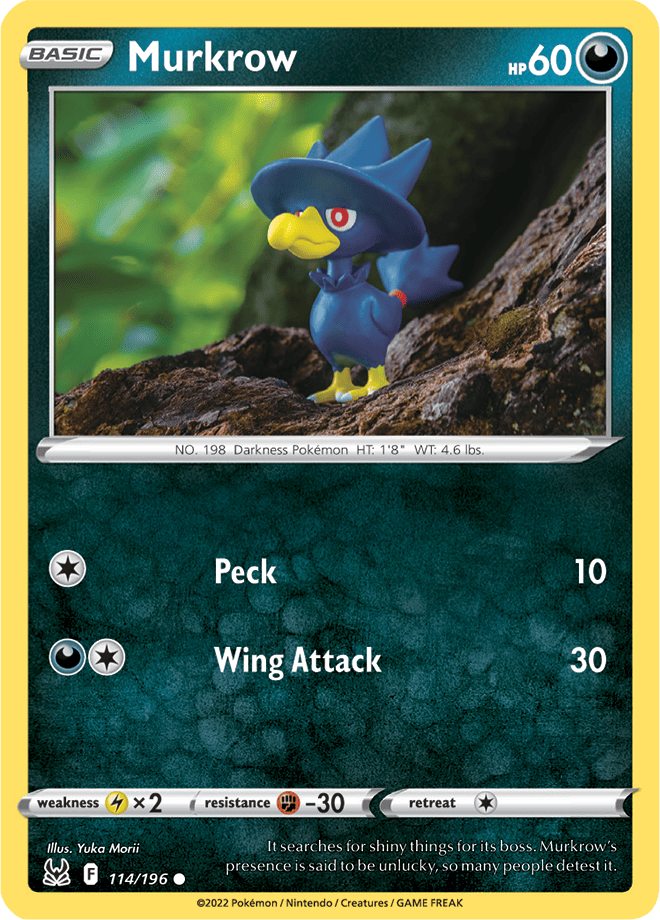 BASIC Murkrow HP 60
NO. 198 Darkness Pokémon HT: 1'8" WT: 4.6 lbs.
Peck 10
Wing Attack 30
weakness ×2 resistance -30 retreat
Illus. Yuka Morii
It searches for shiny things for its boss. Murkrow's
presence is said to be unlucky, so many people detest it.
F 114/196
©2022 Pokémon / Nintendo / Creatures / GAME FREAK